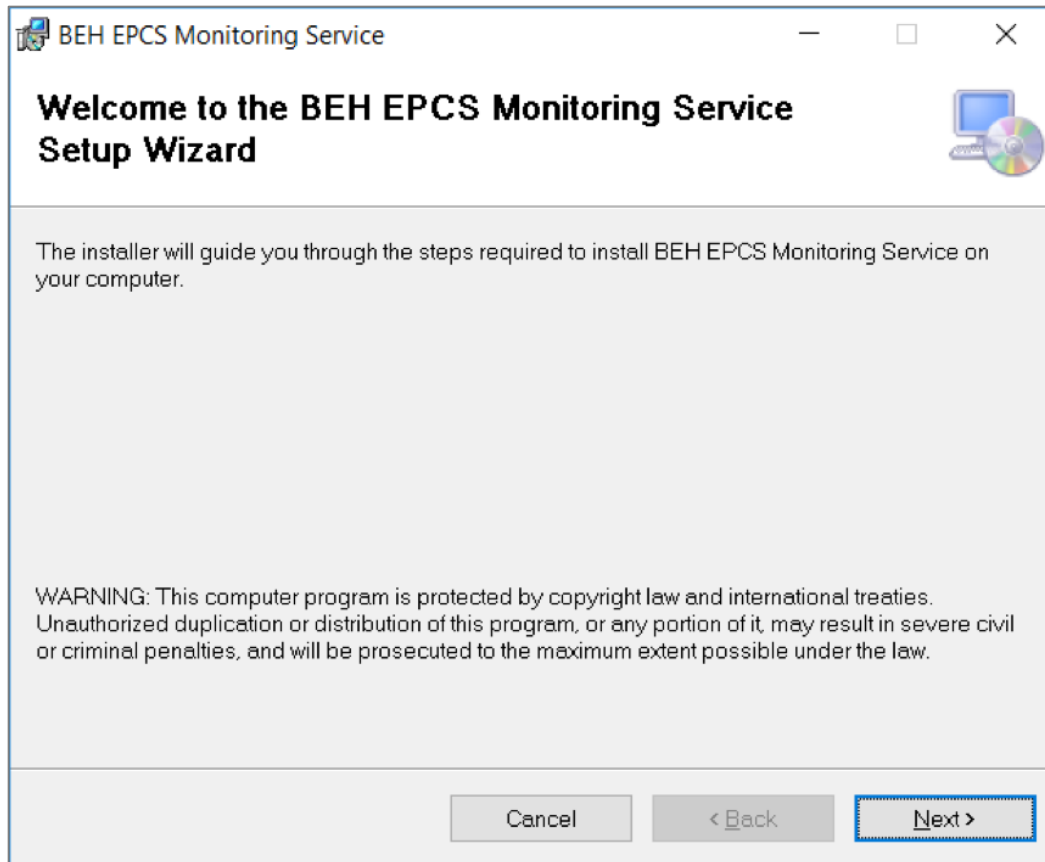 BEH EPCS Monitoring Service
Welcome to the BEH EPCS Monitoring Service
Setup Wizard
The installer will guide you through the steps required to install BEH EPCS Monitoring Service on
your computer.
WARNING: This computer program is protected by copyright law and international treaties.
Unauthorized duplication or distribution of this program, or any portion of it, may result in severe civil
or criminal penalties, and will be prosecuted to the maximum extent possible under the law.
Cancel < Back Next >